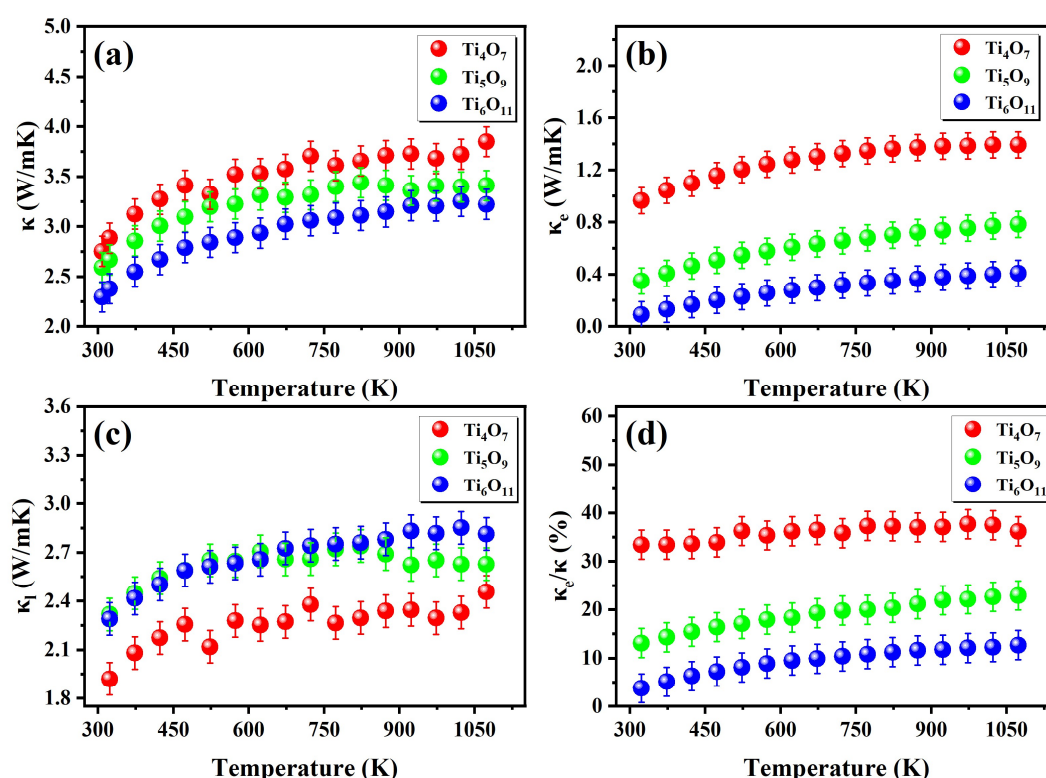 (a)
Ti₄O₇
Ti₅O₉
Ti₆O₁₁
κ (W/mK)
5.0
4.5
4.0
3.5
3.0
2.5
2.0
300 450 600 750 900 1050
Temperature (K)
(b)
Ti₄O₇
Ti₅O₉
Ti₆O₁₁
κₑ (W/mK)
2.0
1.6
1.2
0.8
0.4
0.0
300 450 600 750 900 1050
Temperature (K)
(c)
Ti₄O₇
Ti₅O₉
Ti₆O₁₁
κₗ (W/mK)
3.6
3.3
3.0
2.7
2.4
2.1
1.8
300 450 600 750 900 1050
Temperature (K)
(d)
Ti₄O₇
Ti₅O₉
Ti₆O₁₁
κₑ/κ (%)
60
50
40
30
20
10
0
300 450 600 750 900 1050
Temperature (K)